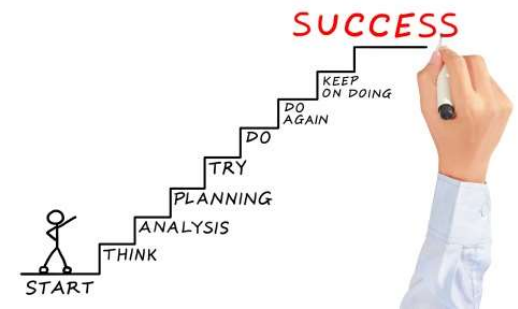 SUCCESS
KEEP
ON DOING
DO
AGAIN
DO
TRY
PLANNING
ANALYSIS
THINK
START